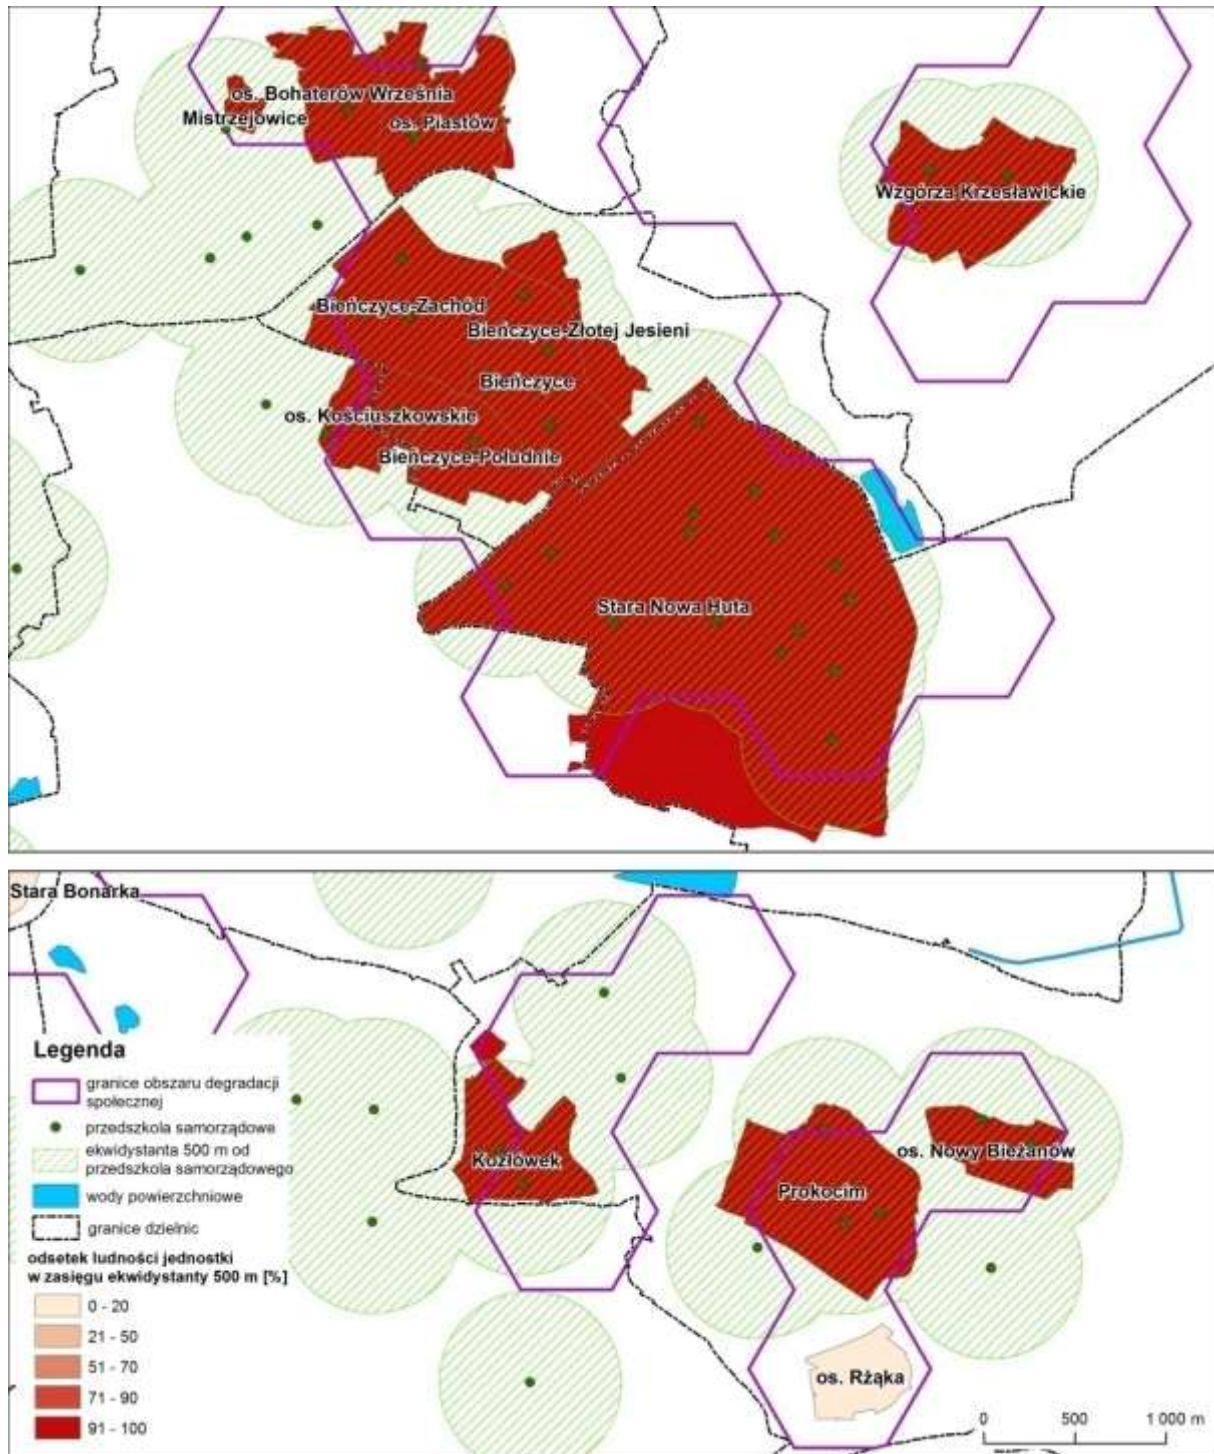 os. Bohaterów Września
Mistrzejowice
os. Piastów
Wzgórza Krzesławickie
Bieńczyce-Zachód
Bieńczyce-Złotej Jesieni
Bieńczyce
os. Kościuszkowskie
Bieńczyce-Południe
Stara Nowa Huta
Stara Bonarka
Kozłówek
os. Nowy Bieżanów
Prokocim
os. Rżąka
Legenda
granice obszaru degradacji
społecznej
przedszkola samorządowe
ekwidystanta 500 m od
przedszkola samorządowego
wody powierzchniowe
granice dzielnic
odsetek ludności jednostki
w zasięgu ekwidystanty 500 m [%]
0 - 20
21 - 50
51 - 70
71 - 90
91 - 100
0 500 1 000 m